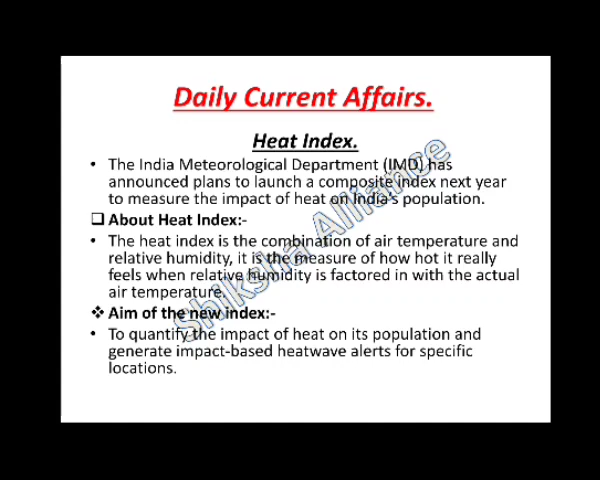 Daily Current Affairs.
Heat Index.
• The India Meteorological Department (IMD) has
announced plans to launch a composite index next year
to measure the impact of heat on India's population.
❑ About Heat Index:-
• The heat index is the combination of air temperature and
relative humidity, it is the measure of how hot it really
feels when relative humidity is factored in with the actual
air temperature.
❖ Aim of the new index:-
• To quantify the impact of heat on its population and
generate impact-based heatwave alerts for specific
locations.
Shiksha Alliance